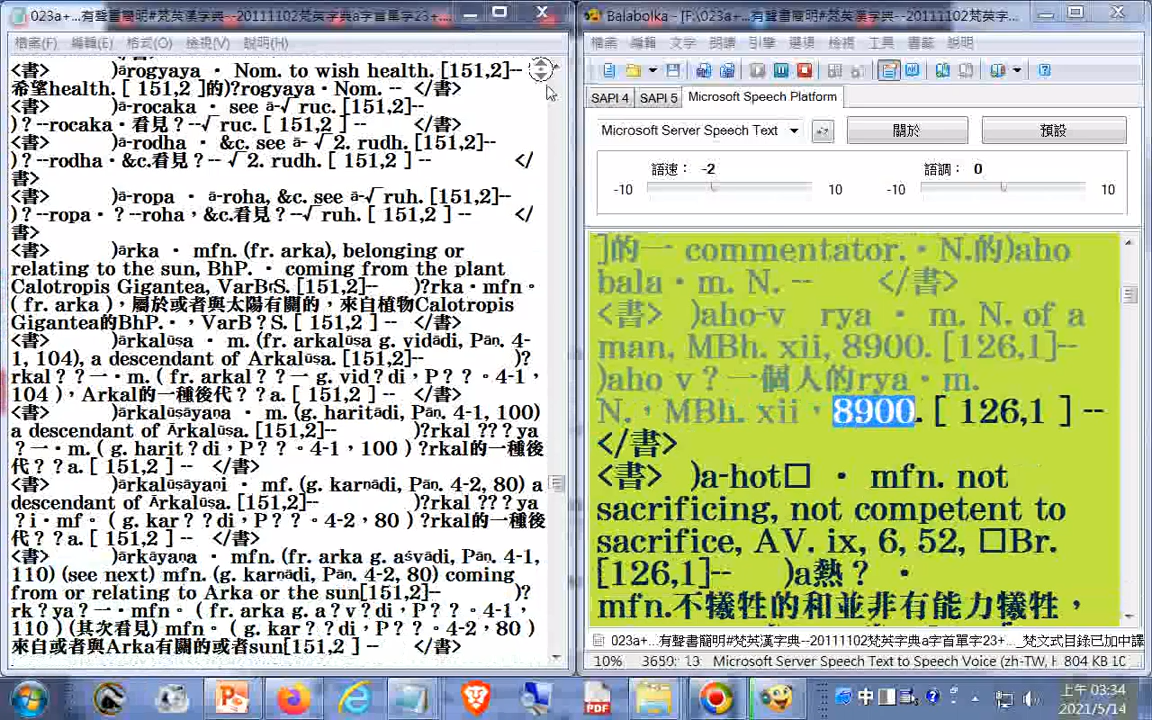 023a+...有聲書簡明#梵英漢字典--20111102梵英字典a字首單字23+...
檔案(F) 編輯(E) 格式(O) 檢視(V) 說明(H)
<書> )ārogyaya · Nom. to wish health. [151,2]--
希望health. [ 151,2 ]的)?rogyaya·Nom. -- </書>
<書> )ā-rocaka · see ā-√ ruc. [151,2]--
)? --rocaka·看見? --√ ruc. [ 151,2 ] -- </書>
<書> )ā-rodha · &c. see ā- √ 2. rudh. [151,2]--
)? --rodha · &c.看見? -- √ 2. rudh. [ 151,2 ] -- </
書>
<書> )ā-ropa · ā-roha, &c. see ā-√ruh. [151,2]--
)? --ropa · ? --roha，&c.看見? --√ ruh. [ 151,2 ] -- </
書>
<書> )ārka · mfn. (fr. arka), belonging or
relating to the sun, BhP. · coming from the plant
Calotropis Gigantea, VarBṛS. [151,2]-- )?rka·mfn。
( fr. arka )，屬於或者與太陽有關的，來自植物Calotropis
Gigantea的BhP.·，VarB？S. [ 151,2 ] -- </書>
<書> )ārkalūṣa · m. (fr. arkalūṣa g. vidādi, Pāṇ. 4-
1, 104), a descendant of Arkalūṣa. [151,2]-- )?
rkal？？一·m. ( fr. arkal？？一 g. vid？di，P？？。4-1，
104 )，Arkal的一種後代？？a. [ 151,2 ] -- </書>
<書> )ārkalūṣāyaṇa · m. (g. haritādi, Pāṇ. 4-1, 100)
a descendant of Ārkalūṣa. [151,2]-- )?rkal ???ya
？一·m. ( g. harit？di，P？？。4-1，100 ) ?rkal的一種後
代？？a. [ 151,2 ] -- </書>
<書> )ārkalūṣāyaṇi · mf. (g. karṇādi, Pāṇ. 4-2, 80) a
descendant of Ārkalūṣa. [151,2]-- )?rkal ???ya
？i·mf。( g. kar？？di，P？？。4-2，80 ) ?rkal的一種後
代？？a. [ 151,2 ] -- </書>
<書> )ārkāyaṇa · mfn. (fr. arka g. aśvādi, Pāṇ. 4-1,
110) (see next) mfn. (g. karṇādi, Pāṇ. 4-2, 80) coming
from or relating to Arka or the sun[151,2]-- )?
rk？ya？一·mfn。( fr. arka g. a？v？di，P？？。4-1，
110 ) (其次看見) mfn。( g. kar？？di，P？？。4-2，80 )
來自或者與Arka有關的或者sun[151,2 ] -- </書>
Balabolka - [F:\023a+...有聲書簡明#梵英漢字典--20111102梵英字...
檔案 編輯 文字 朗讀 引擎 選項 檢視 工具 書籤 說明
SAPI 4 SAPI 5 Microsoft Speech Platform
Microsoft Server Speech Text 關於 預設
語速： -2 語調： 0
-10 10 -10 10
]的一 commentator.·N.的)aho
bala·m. N. -- </書>
<書> )aho-v rya · m. N. of a
man, MBh. xii, 8900. [126,1]--
)aho v？一個人的rya·m.
N.，MBh. xii，8900. [ 126,1 ] --
</書>
<書> )a-hot□ · mfn. not
sacrificing, not competent to
sacrifice, AV. ix, 6, 52, □Br.
[126,1]-- )a熱？ ·
mfn.不犧牲的和並非有能力犧牲，
023a+...有聲書簡明#梵英漢字典--20111102梵英字典a字首單字23+..._梵文式目錄已加中譯
10% 3650: 13 Microsoft Server Speech Text to Speech Voice (zh-TW, H 804 KB 10
中
上午 03:34
2021/5/14